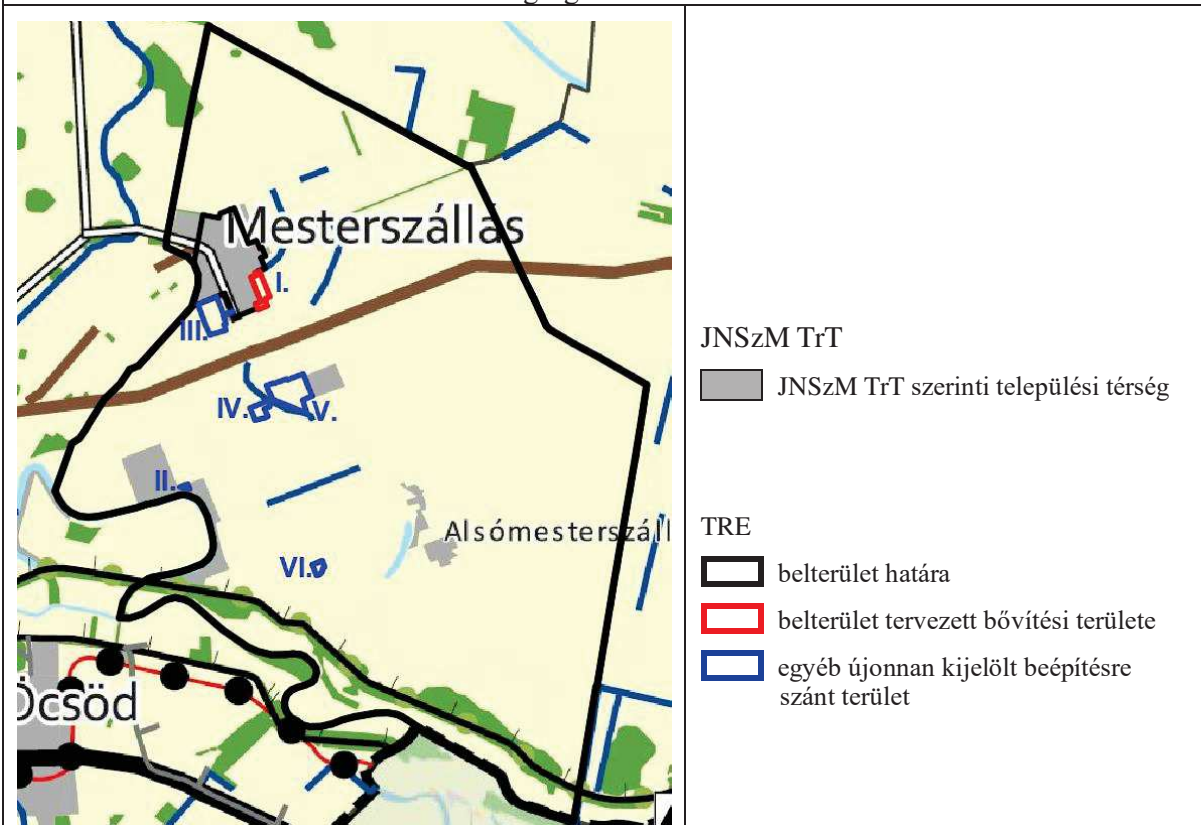 Mesterszállás
I.
III.
IV.
V.
II.
Alsómesterszáll
VI.
Öcsöd
JNSzM TrT
JNSzM TrT szerinti települési térség
TRE
belterület határa
belterület tervezett bővítési területe
egyéb újonnan kijelölt beépítésre
szánt terület